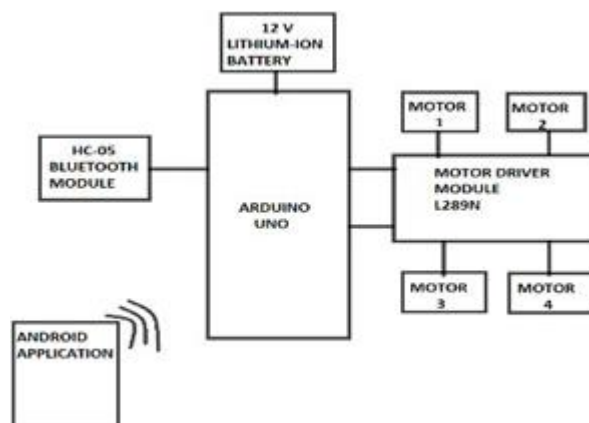 12 V
LITHIUM-ION
BATTERY
MOTOR
1
MOTOR
2
HC-05
BLUETOOTH
MODULE
MOTOR DRIVER
MODULE
L289N
ARDUINO
UNO
MOTOR
3
MOTOR
4
ANDROID
APPLICATION